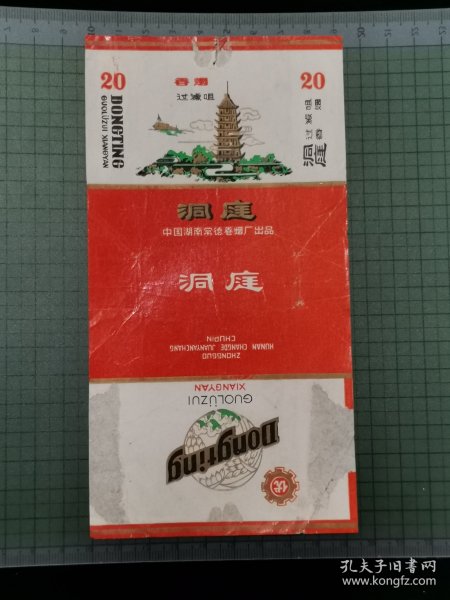 20
DONGTING
GUOLÜZUI XIANGYAN
香烟
过滤咀
20
洞庭
过滤咀
香烟
洞庭
中国湖南常德卷烟厂出品
洞庭
ZHONGGUO
HUNAN CHANGDE JUANYANCHANG
CHUPIN
GUOLÜZUI
XIANGYAN
Dongting
优
孔夫子旧书网
www.kongfz.com